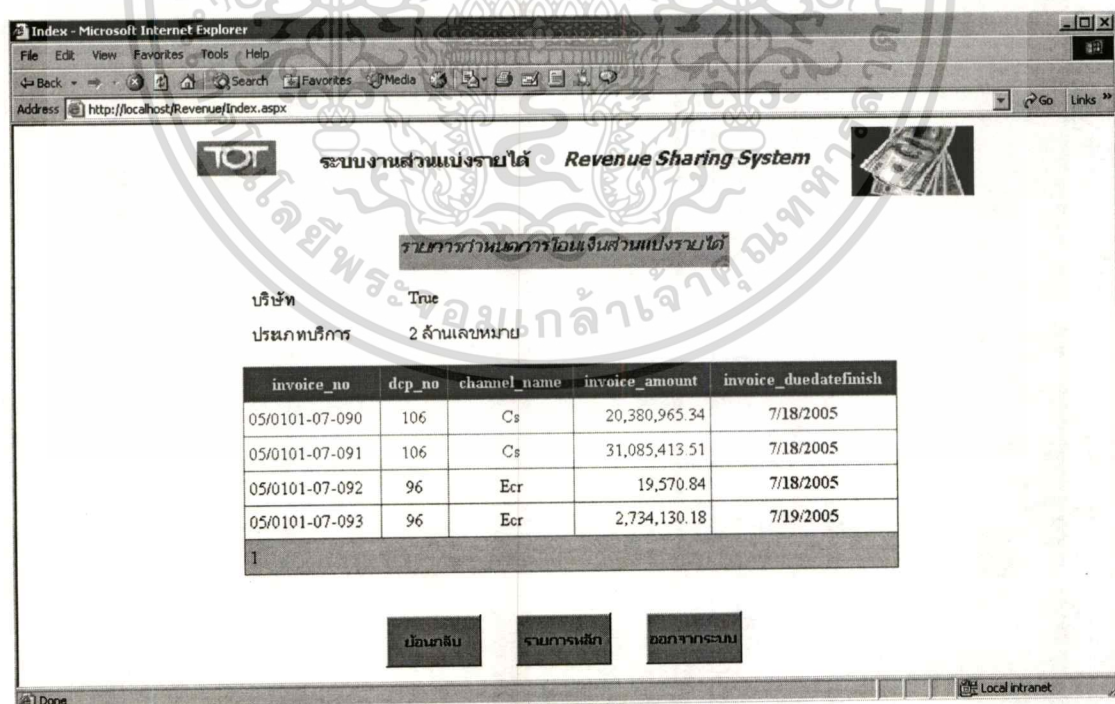 Index - Microsoft Internet Explorer
File Edit View Favorites Tools Help
Back Search Favorites Media
Address http://localhost/Revenue/Index.aspx Go Links »
TOT ระบบงานส่วนแบ่งรายได้ Revenue Sharing System
รายการกำหนดการโอนเงินส่วนแบ่งรายได้
บริษัท True
ประเภทบริการ 2 ล้านเลขหมาย
invoice_no dcp_no channel_name invoice_amount invoice_duedatefinish
05/0101-07-090 106 Cs 20,380,965.34 7/18/2005
05/0101-07-091 106 Cs 31,085,413.51 7/18/2005
05/0101-07-092 96 Ecr 19,570.84 7/18/2005
05/0101-07-093 96 Ecr 2,734,130.18 7/19/2005
1
ย้อนกลับ รายการหลัก ออกจากระบบ
Done Local intranet